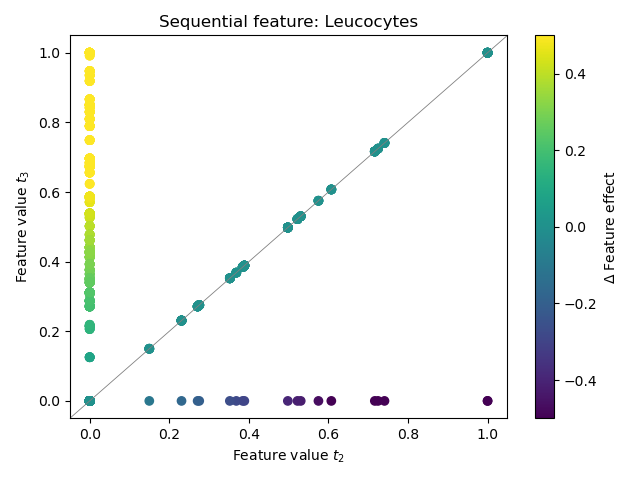 Sequential feature: Leucocytes
1.0
0.8
0.6
0.4
0.2
0.0
Feature value t₃
0.0 0.2 0.4 0.6 0.8 1.0
Feature value t₂
0.4
0.2
0.0
−0.2
−0.4
Δ Feature effect